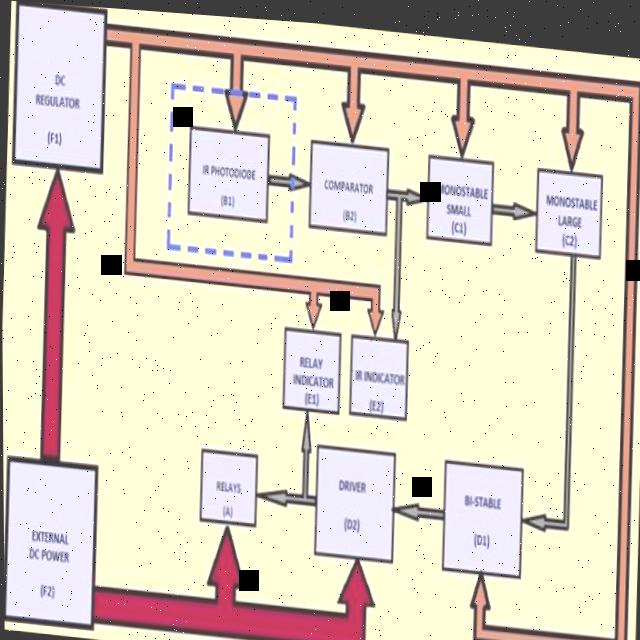 DC
REGULATOR
(F1)
IR PHOTODIODE
(B1)
COMPARATOR
(B2)
MONOSTABLE
SMALL
(C1)
MONOSTABLE
LARGE
(C2)
RELAY
INDICATOR
(E1)
IR INDICATOR
(E2)
RELAYS
(A)
DRIVER
(D2)
BI-STABLE
(D1)
EXTERNAL
DC POWER
(F2)